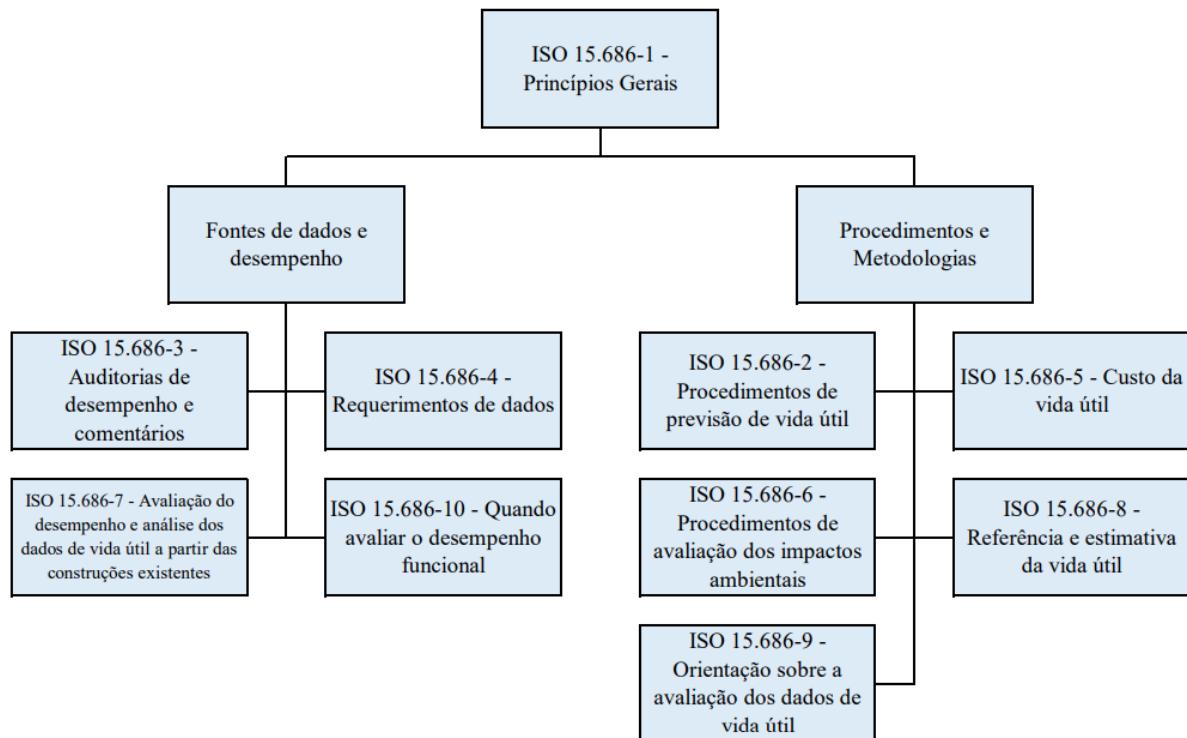 ISO 15.686-1 -
Princípios Gerais
Fontes de dados e
desempenho
Procedimentos e
Metodologias
ISO 15.686-3 -
Auditorias de
desempenho e
comentários
ISO 15.686-4 -
Requerimentos de dados
ISO 15.686-2 -
Procedimentos de
previsão de vida útil
ISO 15.686-5 - Custo da
vida útil
ISO 15.686-7 - Avaliação do
desempenho e análise dos
dados de vida útil a partir das
construções existentes
ISO 15.686-10 - Quando
avaliar o desempenho
funcional
ISO 15.686-6 -
Procedimentos de
avaliação dos impactos
ambientais
ISO 15.686-8 -
Referência e estimativa
da vida útil
ISO 15.686-9 -
Orientação sobre a
avaliação dos dados de
vida útil